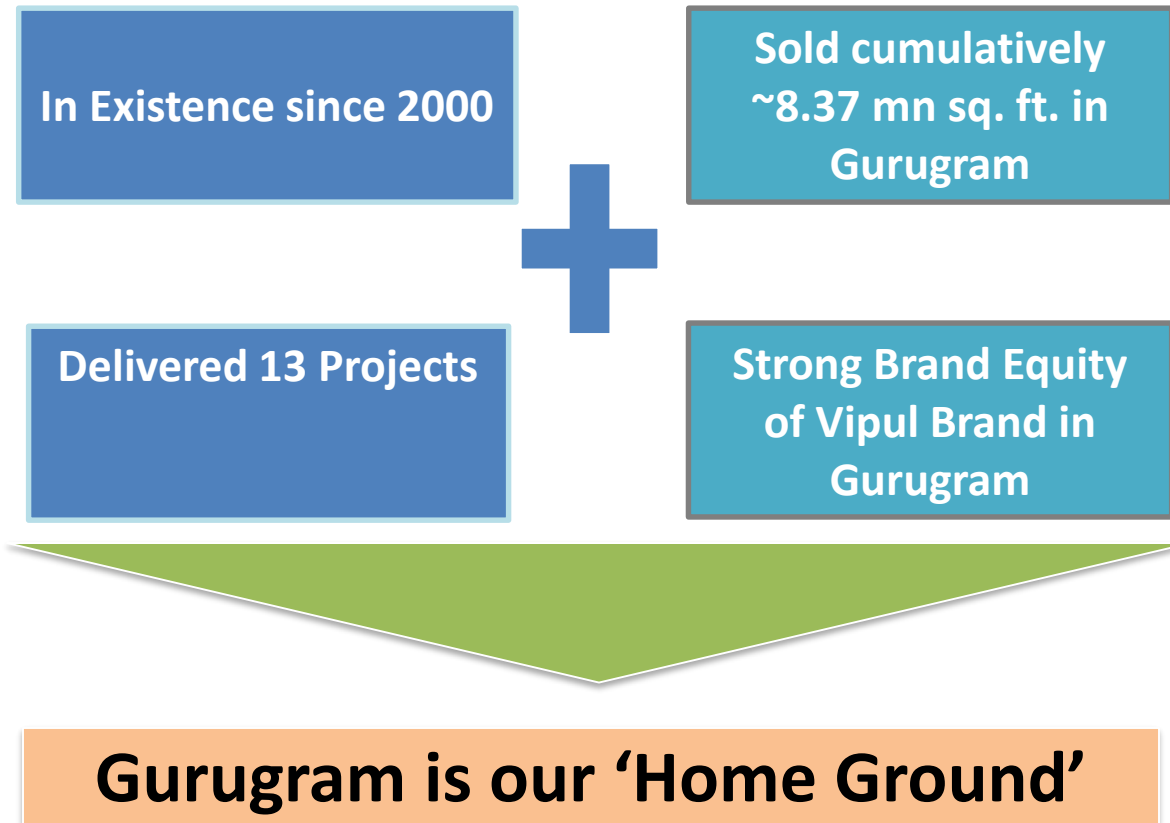 In Existence since 2000
Sold cumulatively
~8.37 mn sq. ft. in
Gurugram
Delivered 13 Projects
Strong Brand Equity
of Vipul Brand in
Gurugram
Gurugram is our ‘Home Ground’